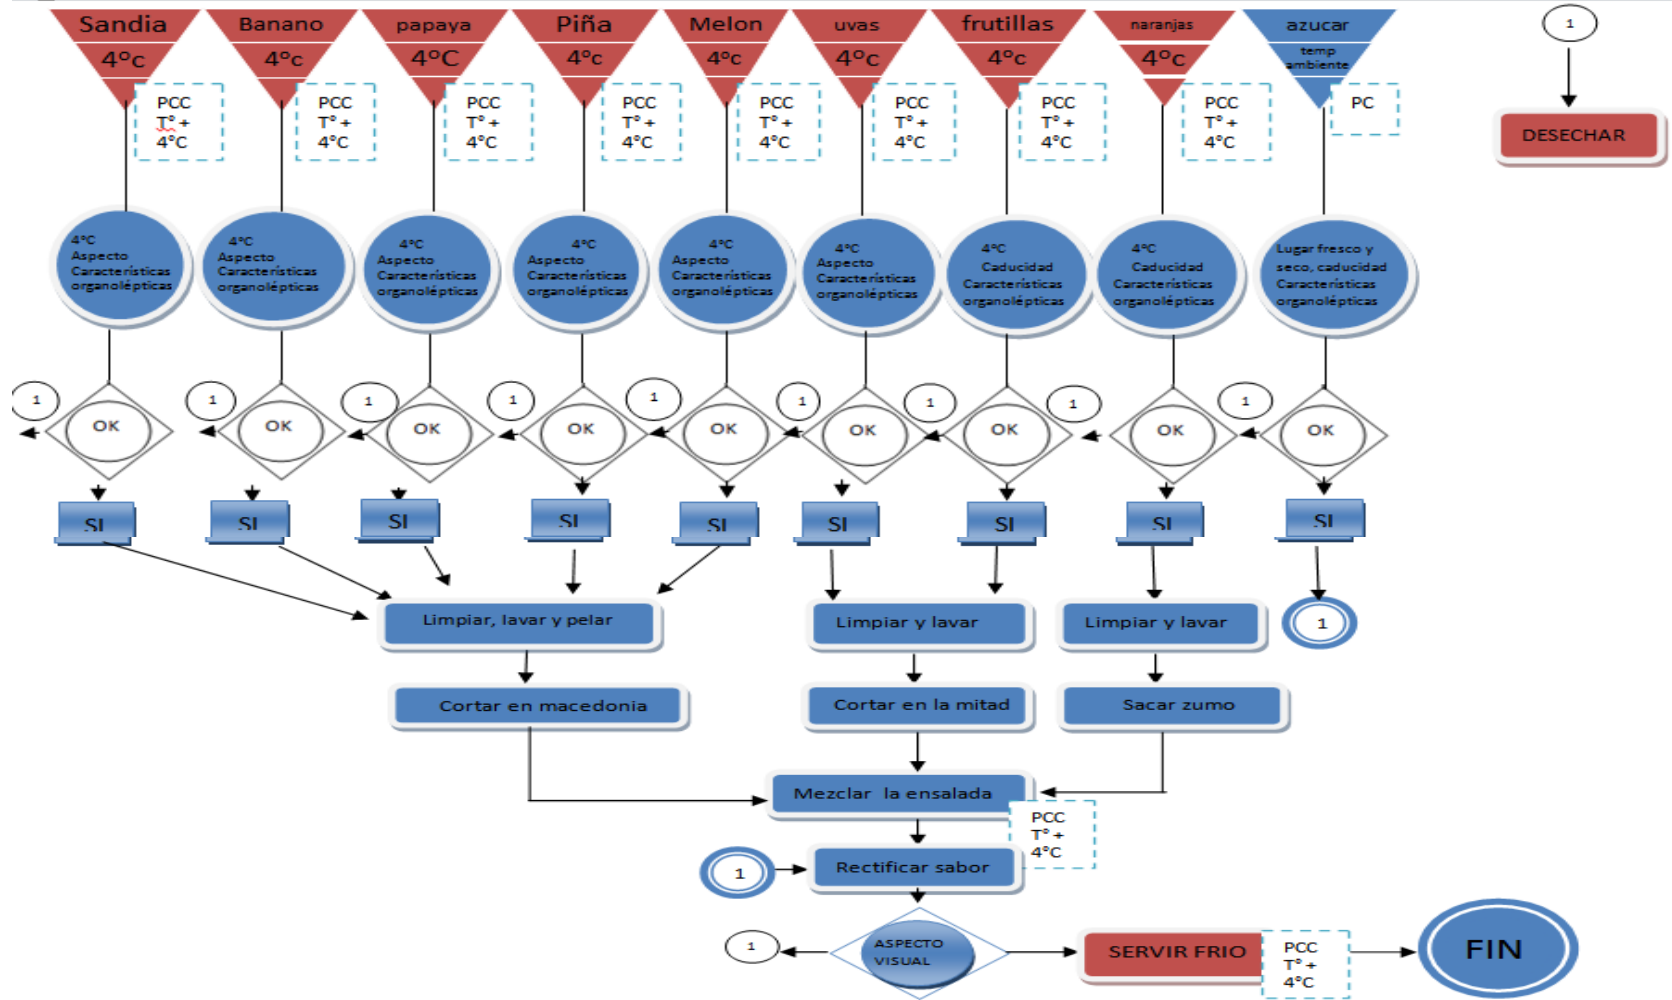 Sandia
4°c
Banano
4°c
papaya
4°C
Piña
4°c
Melon
4°c
uvas
4°c
frutillas
4°c
naranjas
4°c
azucar
temp
ambiente
1
DESECHAR
PCC
T° +
4°C
PCC
T° +
4°C
PCC
T° +
4°C
PCC
T° +
4°C
PCC
T° +
4°C
PCC
T° +
4°C
PCC
T° +
4°C
PCC
T° +
4°C
PC
4°C
Aspecto
Características
organolépticas
4°C
Aspecto
Características
organolépticas
4°C
Aspecto
Características
organolépticas
4°C
Aspecto
Características
organolépticas
4°C
Aspecto
Características
organolépticas
4°C
Aspecto
Características
organolépticas
4°C
Caducidad
Características
organolépticas
4°C
Caducidad
Características
organolépticas
Lugar fresco y
seco, caducidad
Características
organolépticas
1
OK
1
OK
1
OK
1
OK
1
OK
1
OK
1
OK
1
OK
1
OK
SI
SI
SI
SI
SI
SI
SI
SI
SI
Limpiar, lavar y pelar
Limpiar y lavar
Limpiar y lavar
1
Cortar en macedonia
Cortar en la mitad
Sacar zumo
Mezclar la ensalada
PCC
T° +
4°C
1
Rectificar sabor
1
ASPECTO
VISUAL
SERVIR FRIO
PCC
T° +
4°C
FIN